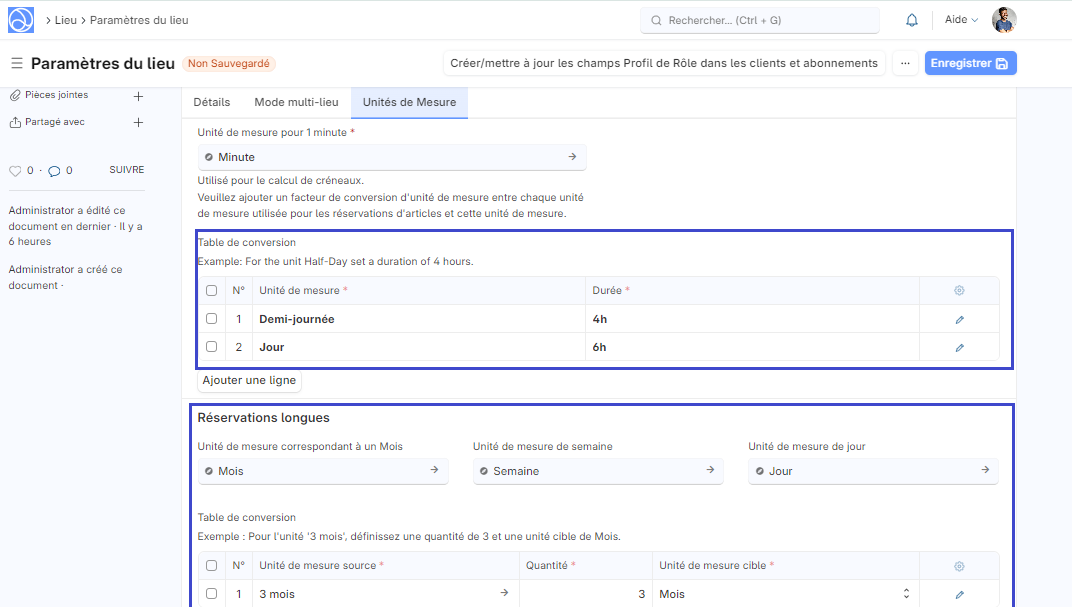 Lieu Paramètres du lieu
Rechercher... (Ctrl + G)
Aide
Paramètres du lieu
Non Sauvegardé
Créer/mettre à jour les champs Profil de Rôle dans les clients et abonnements
...
Enregistrer
Pièces jointes
Partagé avec
0 · 0
SUIVRE
Administrator a édité ce
document en dernier · Il y a
6 heures
Administrator a créé ce
document ·
Détails Mode multi-lieu Unités de Mesure
Unité de mesure pour 1 minute *
Minute
Utilisé pour le calcul de créneaux.
Veuillez ajouter un facteur de conversion d'unité de mesure entre chaque unité
de mesure utilisée pour les réservations d'articles et cette unité de mesure.
Table de conversion
Example: For the unit Half-Day set a duration of 4 hours.
N° Unité de mesure * Durée *
1 Demi-journée 4h
2 Jour 6h
Ajouter une ligne
Réservations longues
Unité de mesure correspondant à un Mois Unité de mesure de semaine Unité de mesure de jour
Mois Semaine Jour
Table de conversion
Exemple : Pour l'unité '3 mois', définissez une quantité de 3 et une unité cible de Mois.
N° Unité de mesure source * Quantité * Unité de mesure cible *
1 3 mois 3 Mois